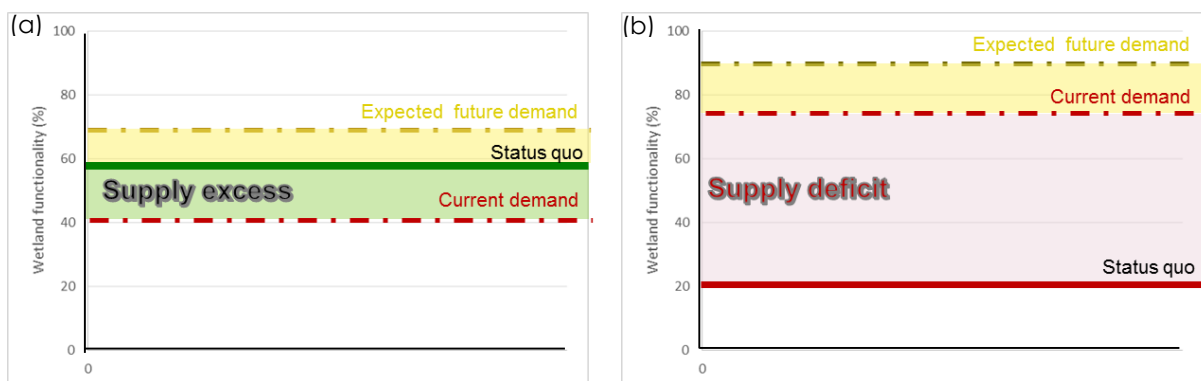 (a)
100
80
60
40
20
0
0
Wetland functionality (%)
Expected future demand
Status quo
Supply excess
Current demand
(b)
100
80
60
40
20
0
0
Wetland functionality (%)
Expected future demand
Current demand
Supply deficit
Status quo